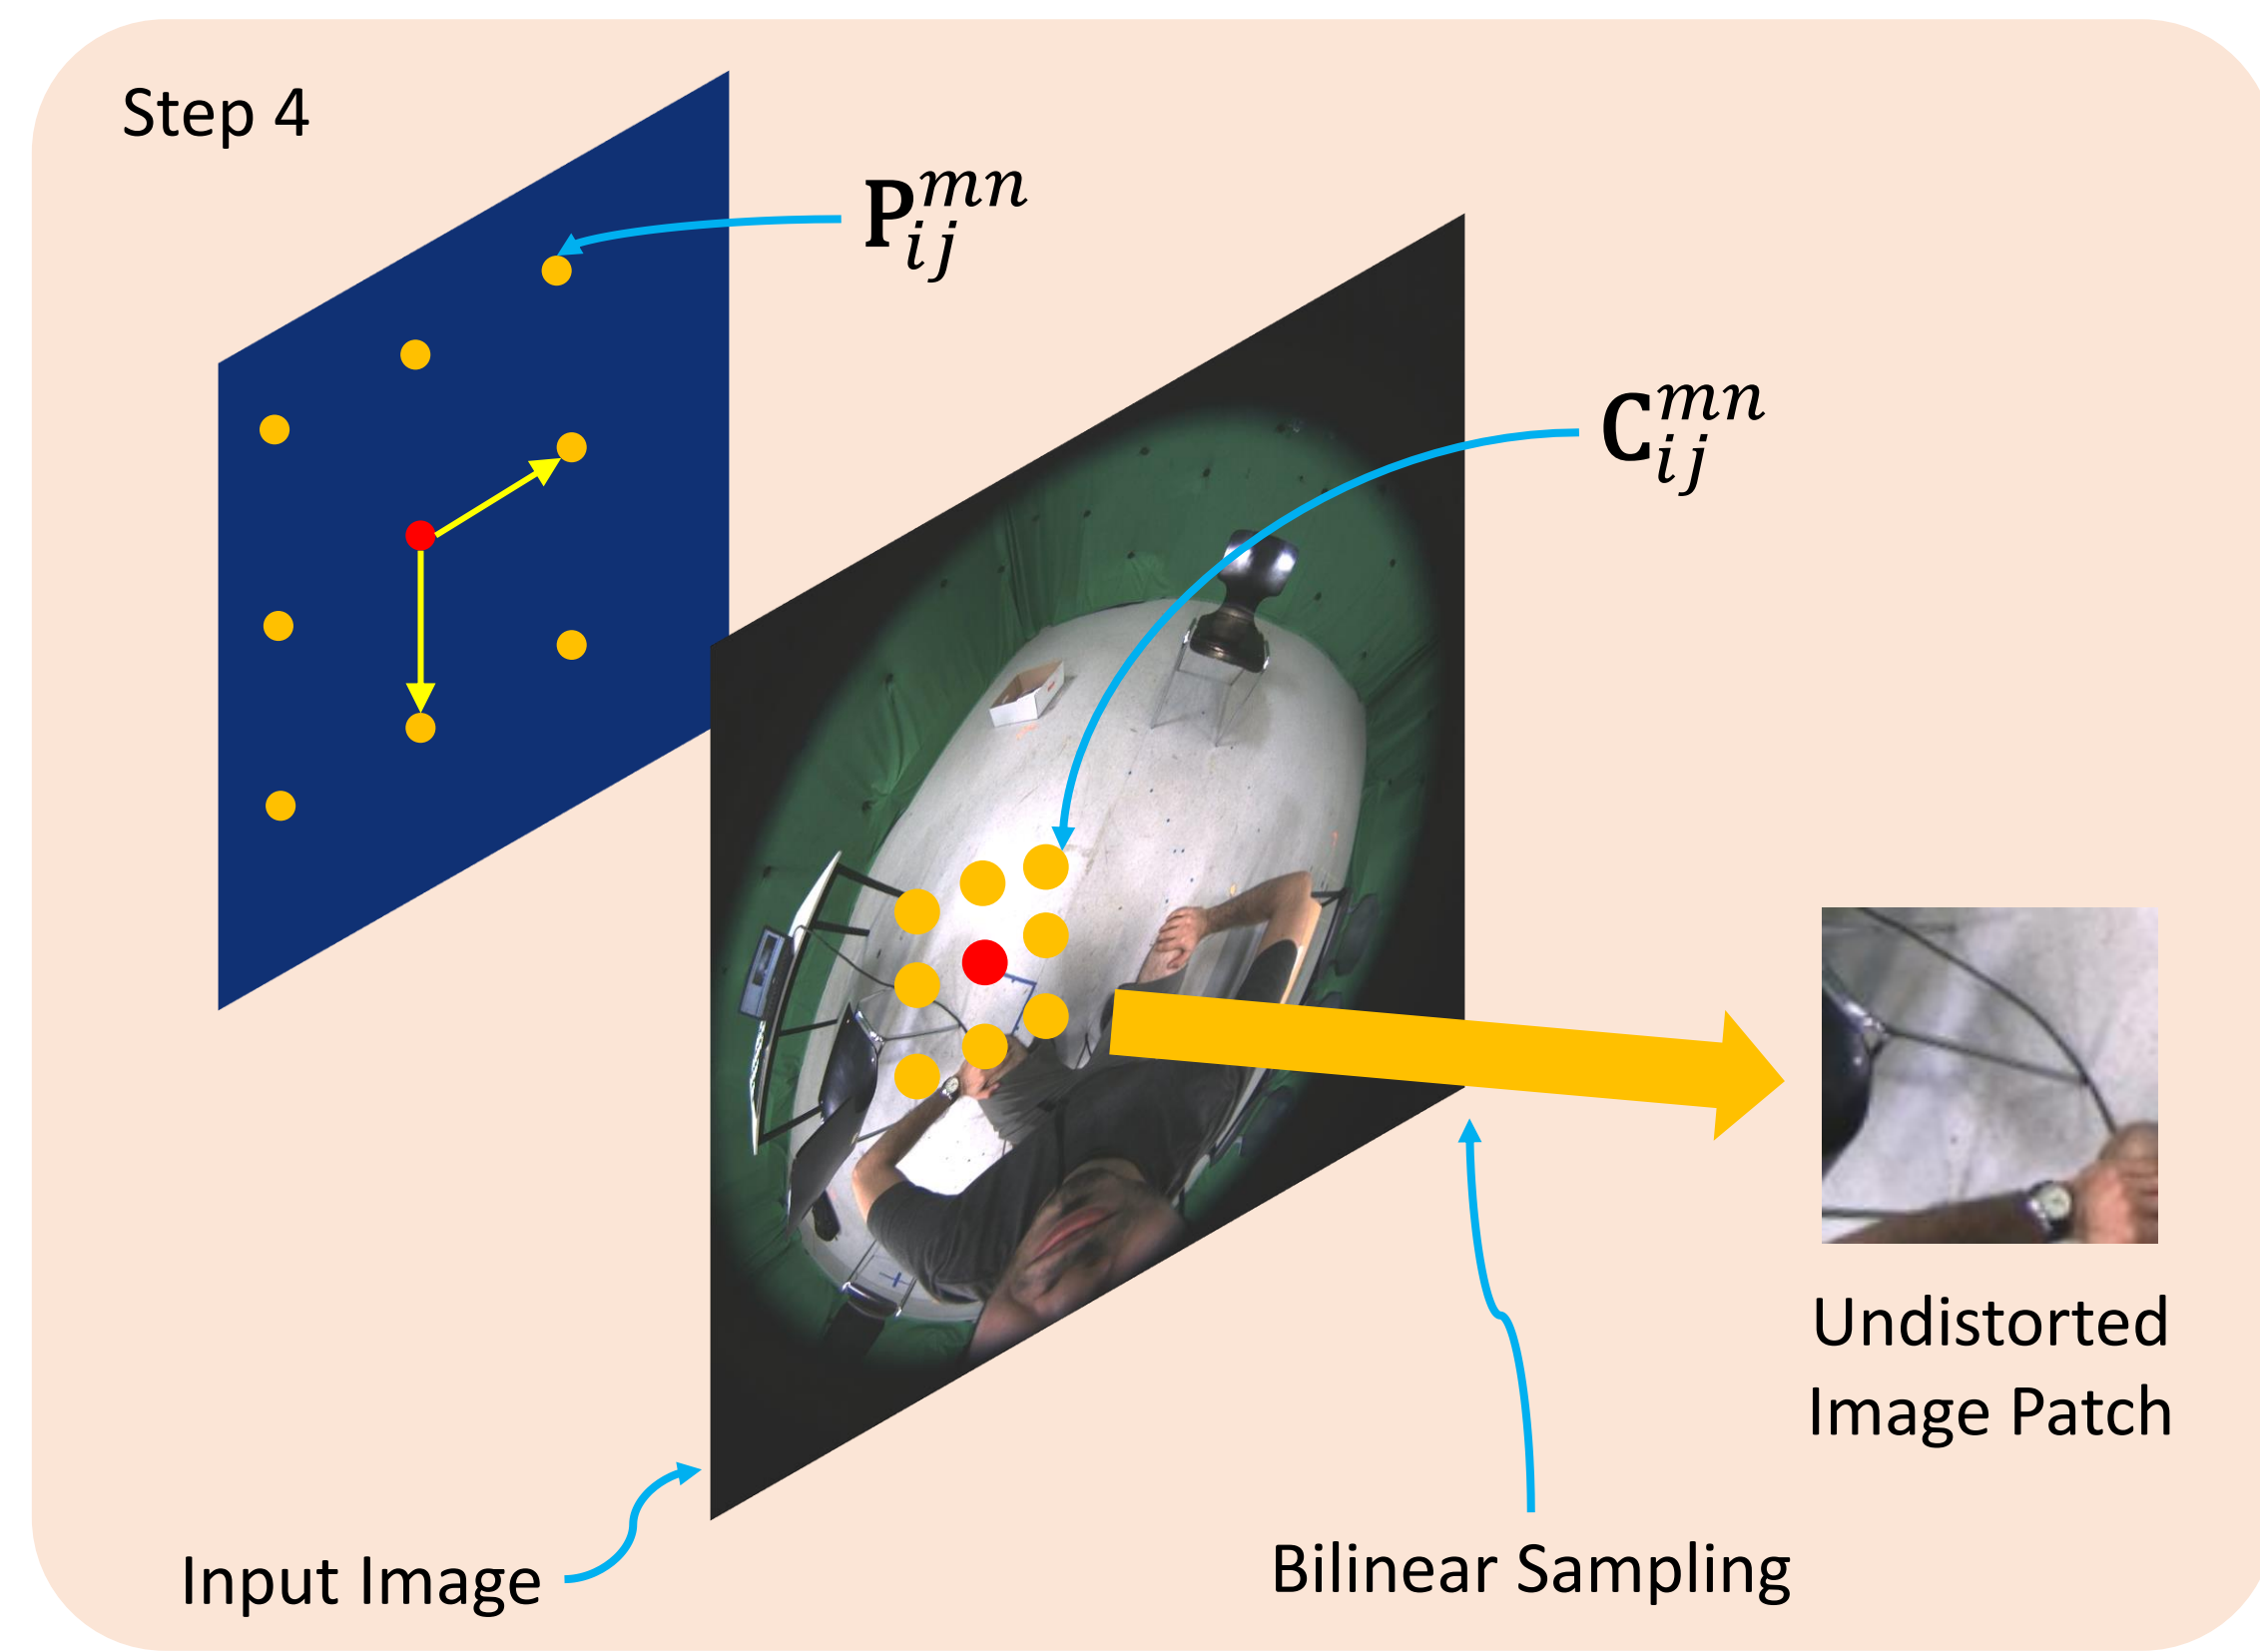 Step 4
P_{ij}^{mn}
C_{ij}^{mn}
Undistorted
Image Patch
Bilinear Sampling
Input Image